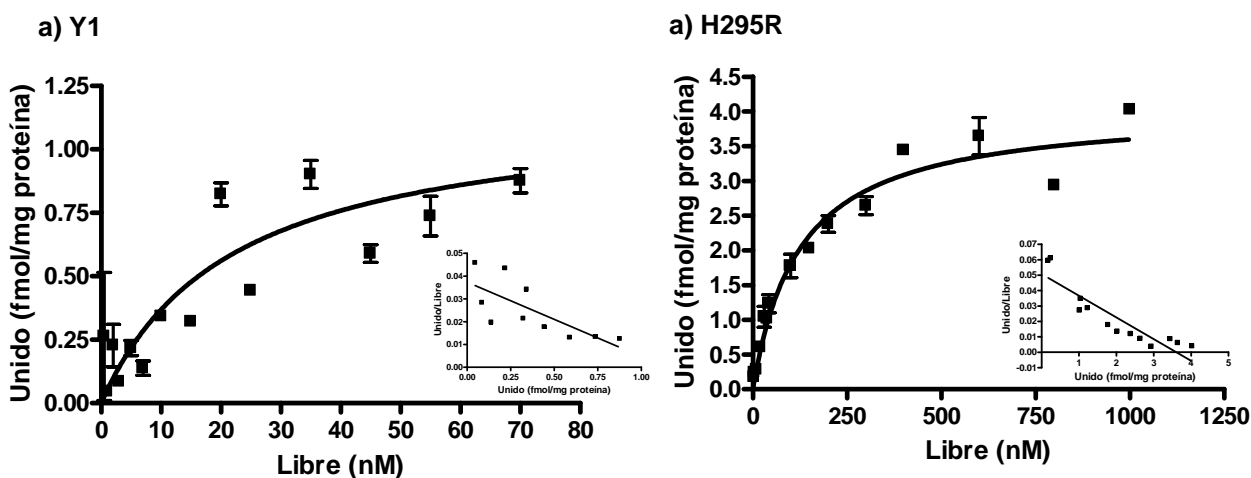 a) Y1
Unido (fmol/mg proteína)
1.25
1.00
0.75
0.50
0.25
0.00
0 10 20 30 40 50 60 70 80
Libre (nM)
Unido/Libre
0.05
0.04
0.03
0.02
0.01
0.00
0.00 0.25 0.50 0.75 1.00
Unido (fmol/mg proteína)
a) H295R
Unido (fmol/mg proteína)
4.5
4.0
3.5
3.0
2.5
2.0
1.5
1.0
0.5
0.0
0 250 500 750 1000 1250
Libre (nM)
Unido/Libre
0.07
0.06
0.05
0.04
0.03
0.02
0.01
0.00
-0.01
1 2 3 4 5
Unido (fmol/mg proteína)